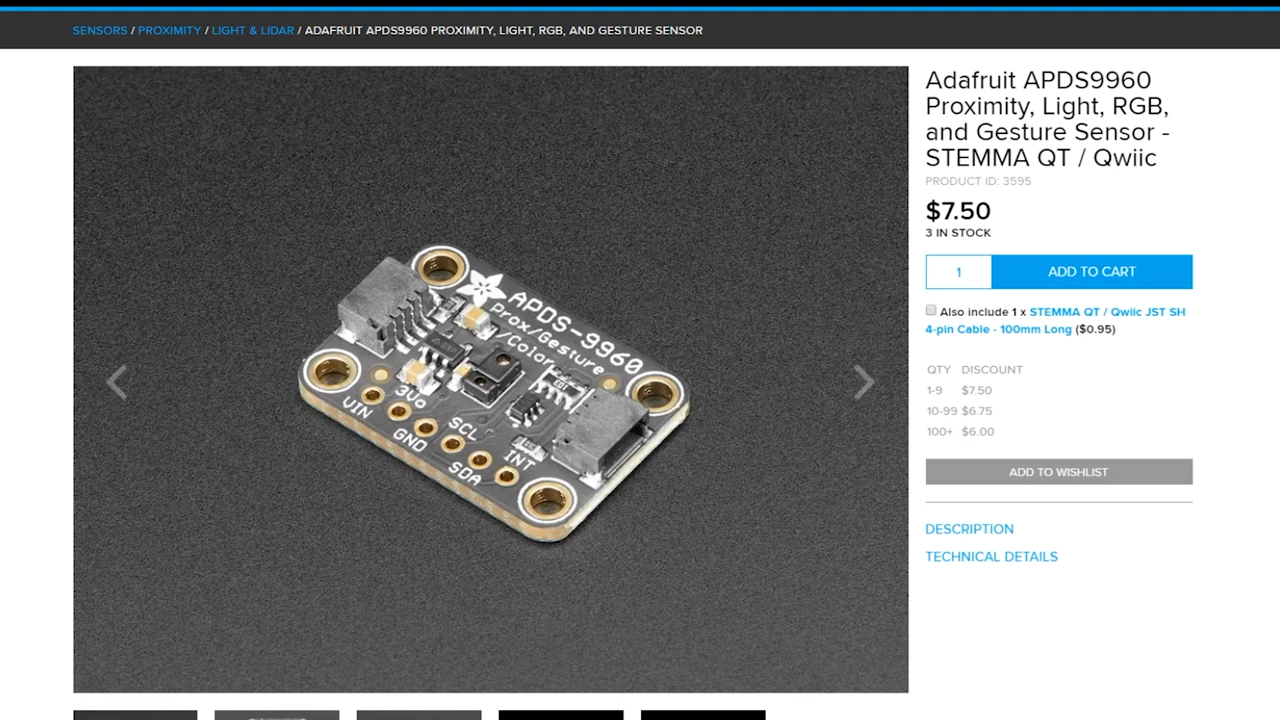 SENSORS / PROXIMITY / LIGHT & LIDAR / ADAFRUIT APDS9960 PROXIMITY, LIGHT, RGB, AND GESTURE SENSOR
APDS-9960
Prox/Gesture
/Color
3Vo
VIN
GND
SCL
SDA
INT
Adafruit APDS9960
Proximity, Light, RGB,
and Gesture Sensor -
STEMMA QT / Qwiic
PRODUCT ID: 3595
$7.50
3 IN STOCK
1
ADD TO CART
Also include 1 x STEMMA QT / Qwiic JST SH
4-pin Cable - 100mm Long ($0.95)
QTY DISCOUNT
1-9 $7.50
10-99 $6.75
100+ $6.00
ADD TO WISHLIST
DESCRIPTION
TECHNICAL DETAILS